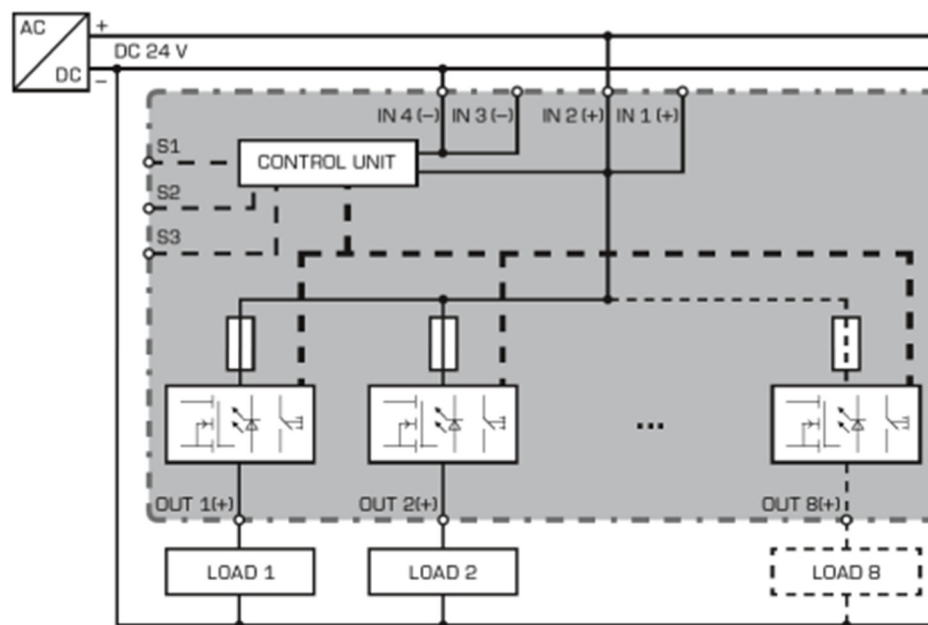 AC
+
DC 24 V
DC
–
IN 4 (–) IN 3 (–) IN 2 (+) IN 1 (+)
S1
CONTROL UNIT
S2
S3
...
OUT 1(+) OUT 2(+) OUT 8(+)
LOAD 1 LOAD 2 LOAD 8